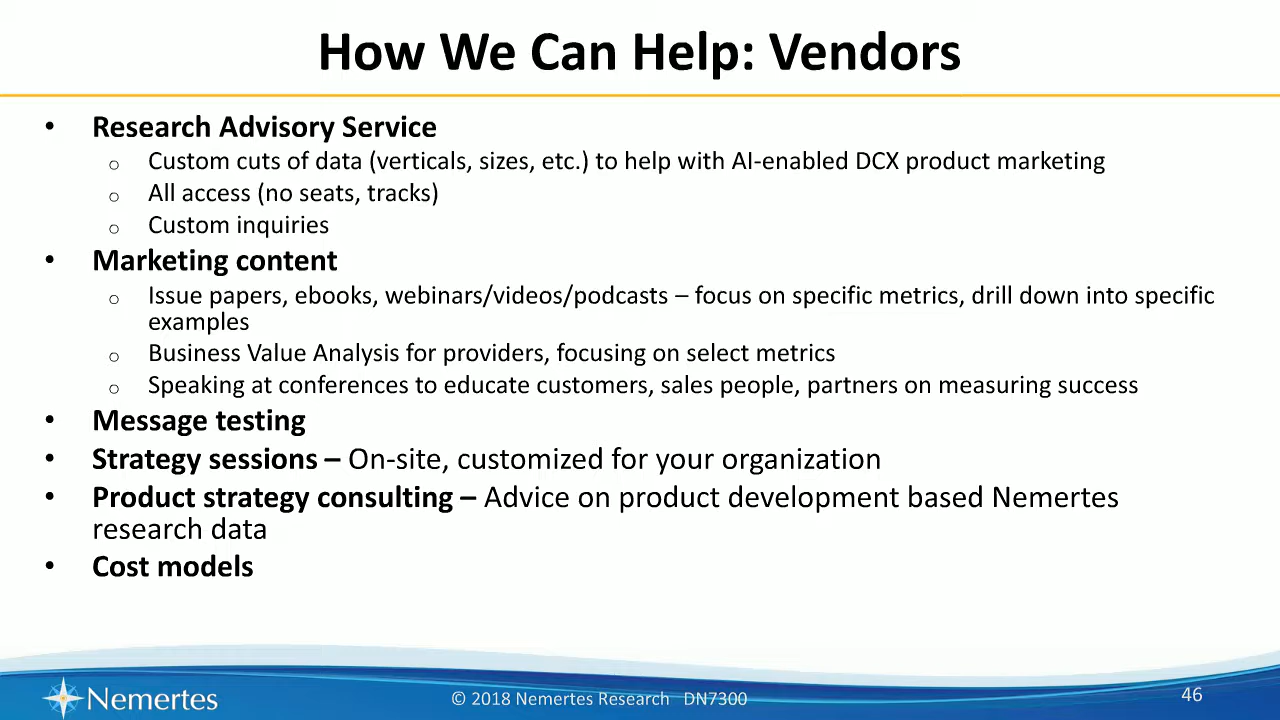 How We Can Help: Vendors
• Research Advisory Service
o Custom cuts of data (verticals, sizes, etc.) to help with AI-enabled DCX product marketing
o All access (no seats, tracks)
o Custom inquiries
• Marketing content
o Issue papers, ebooks, webinars/videos/podcasts – focus on specific metrics, drill down into specific
examples
o Business Value Analysis for providers, focusing on select metrics
o Speaking at conferences to educate customers, sales people, partners on measuring success
• Message testing
• Strategy sessions – On-site, customized for your organization
• Product strategy consulting – Advice on product development based Nemertes
research data
• Cost models
Nemertes
© 2018 Nemertes Research DN7300
46